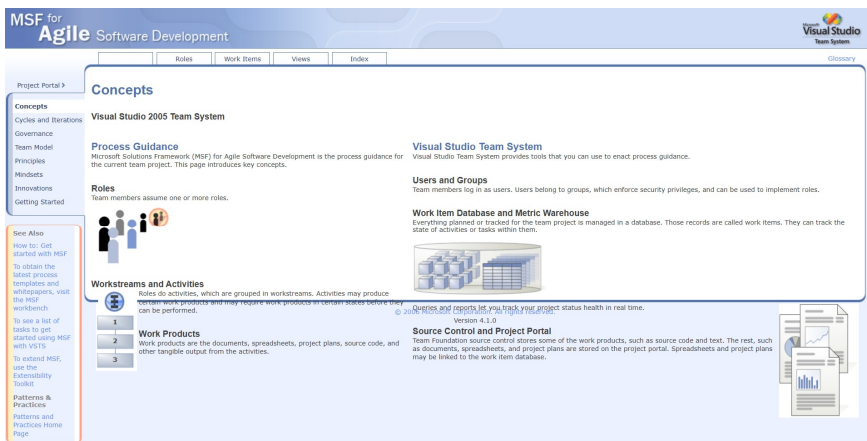 MSF for
Agile Software Development
Microsoft
Visual Studio
Team System
Roles
Work Items
Views
Index
Glossary
Project Portal
Concepts
Cycles and Iterations
Governance
Team Model
Principles
Mindsets
Innovations
Getting Started
See Also
How to: Get
started with MSF
To obtain the
latest process
templates and
whitepapers, visit
the MSF
workbench
To see a list of
tasks to get
started using MSF
with VSTS
To extend MSF,
use the
Extensibility
Toolkit
Patterns &
Practices
Patterns and
Practices Home
Page
Concepts
Visual Studio 2005 Team System
Process Guidance
Microsoft Solutions Framework (MSF) for Agile Software Development is the process guidance for
the current team project. This page introduces key concepts.
Roles
Team members assume one or more roles.
Workstreams and Activities
Roles do activities, which are grouped in workstreams. Activities may produce
certain work products and may require work products in certain states before they
can be performed.
1
2
3
Work Products
Work products are the documents, spreadsheets, project plans, source code, and
other tangible output from the activities.
Visual Studio Team System
Visual Studio Team System provides tools that you can use to enact process guidance.
Users and Groups
Team members log in as users. Users belong to groups, which enforce security privileges, and can be used to implement roles.
Work Item Database and Metric Warehouse
Everything planned or tracked for the team project is managed in a database. Those records are called work items. They can track the
state of activities or tasks within them.
Queries and reports let you track your project status health in real time.
© 2006 Microsoft Corporation. All rights reserved.
Version 4.1.0
Source Control and Project Portal
Team Foundation source control stores some of the work products, such as source code and text. The rest, such
as documents, spreadsheets, and project plans are stored on the project portal. Spreadsheets and project plans
may be linked to the work item database.